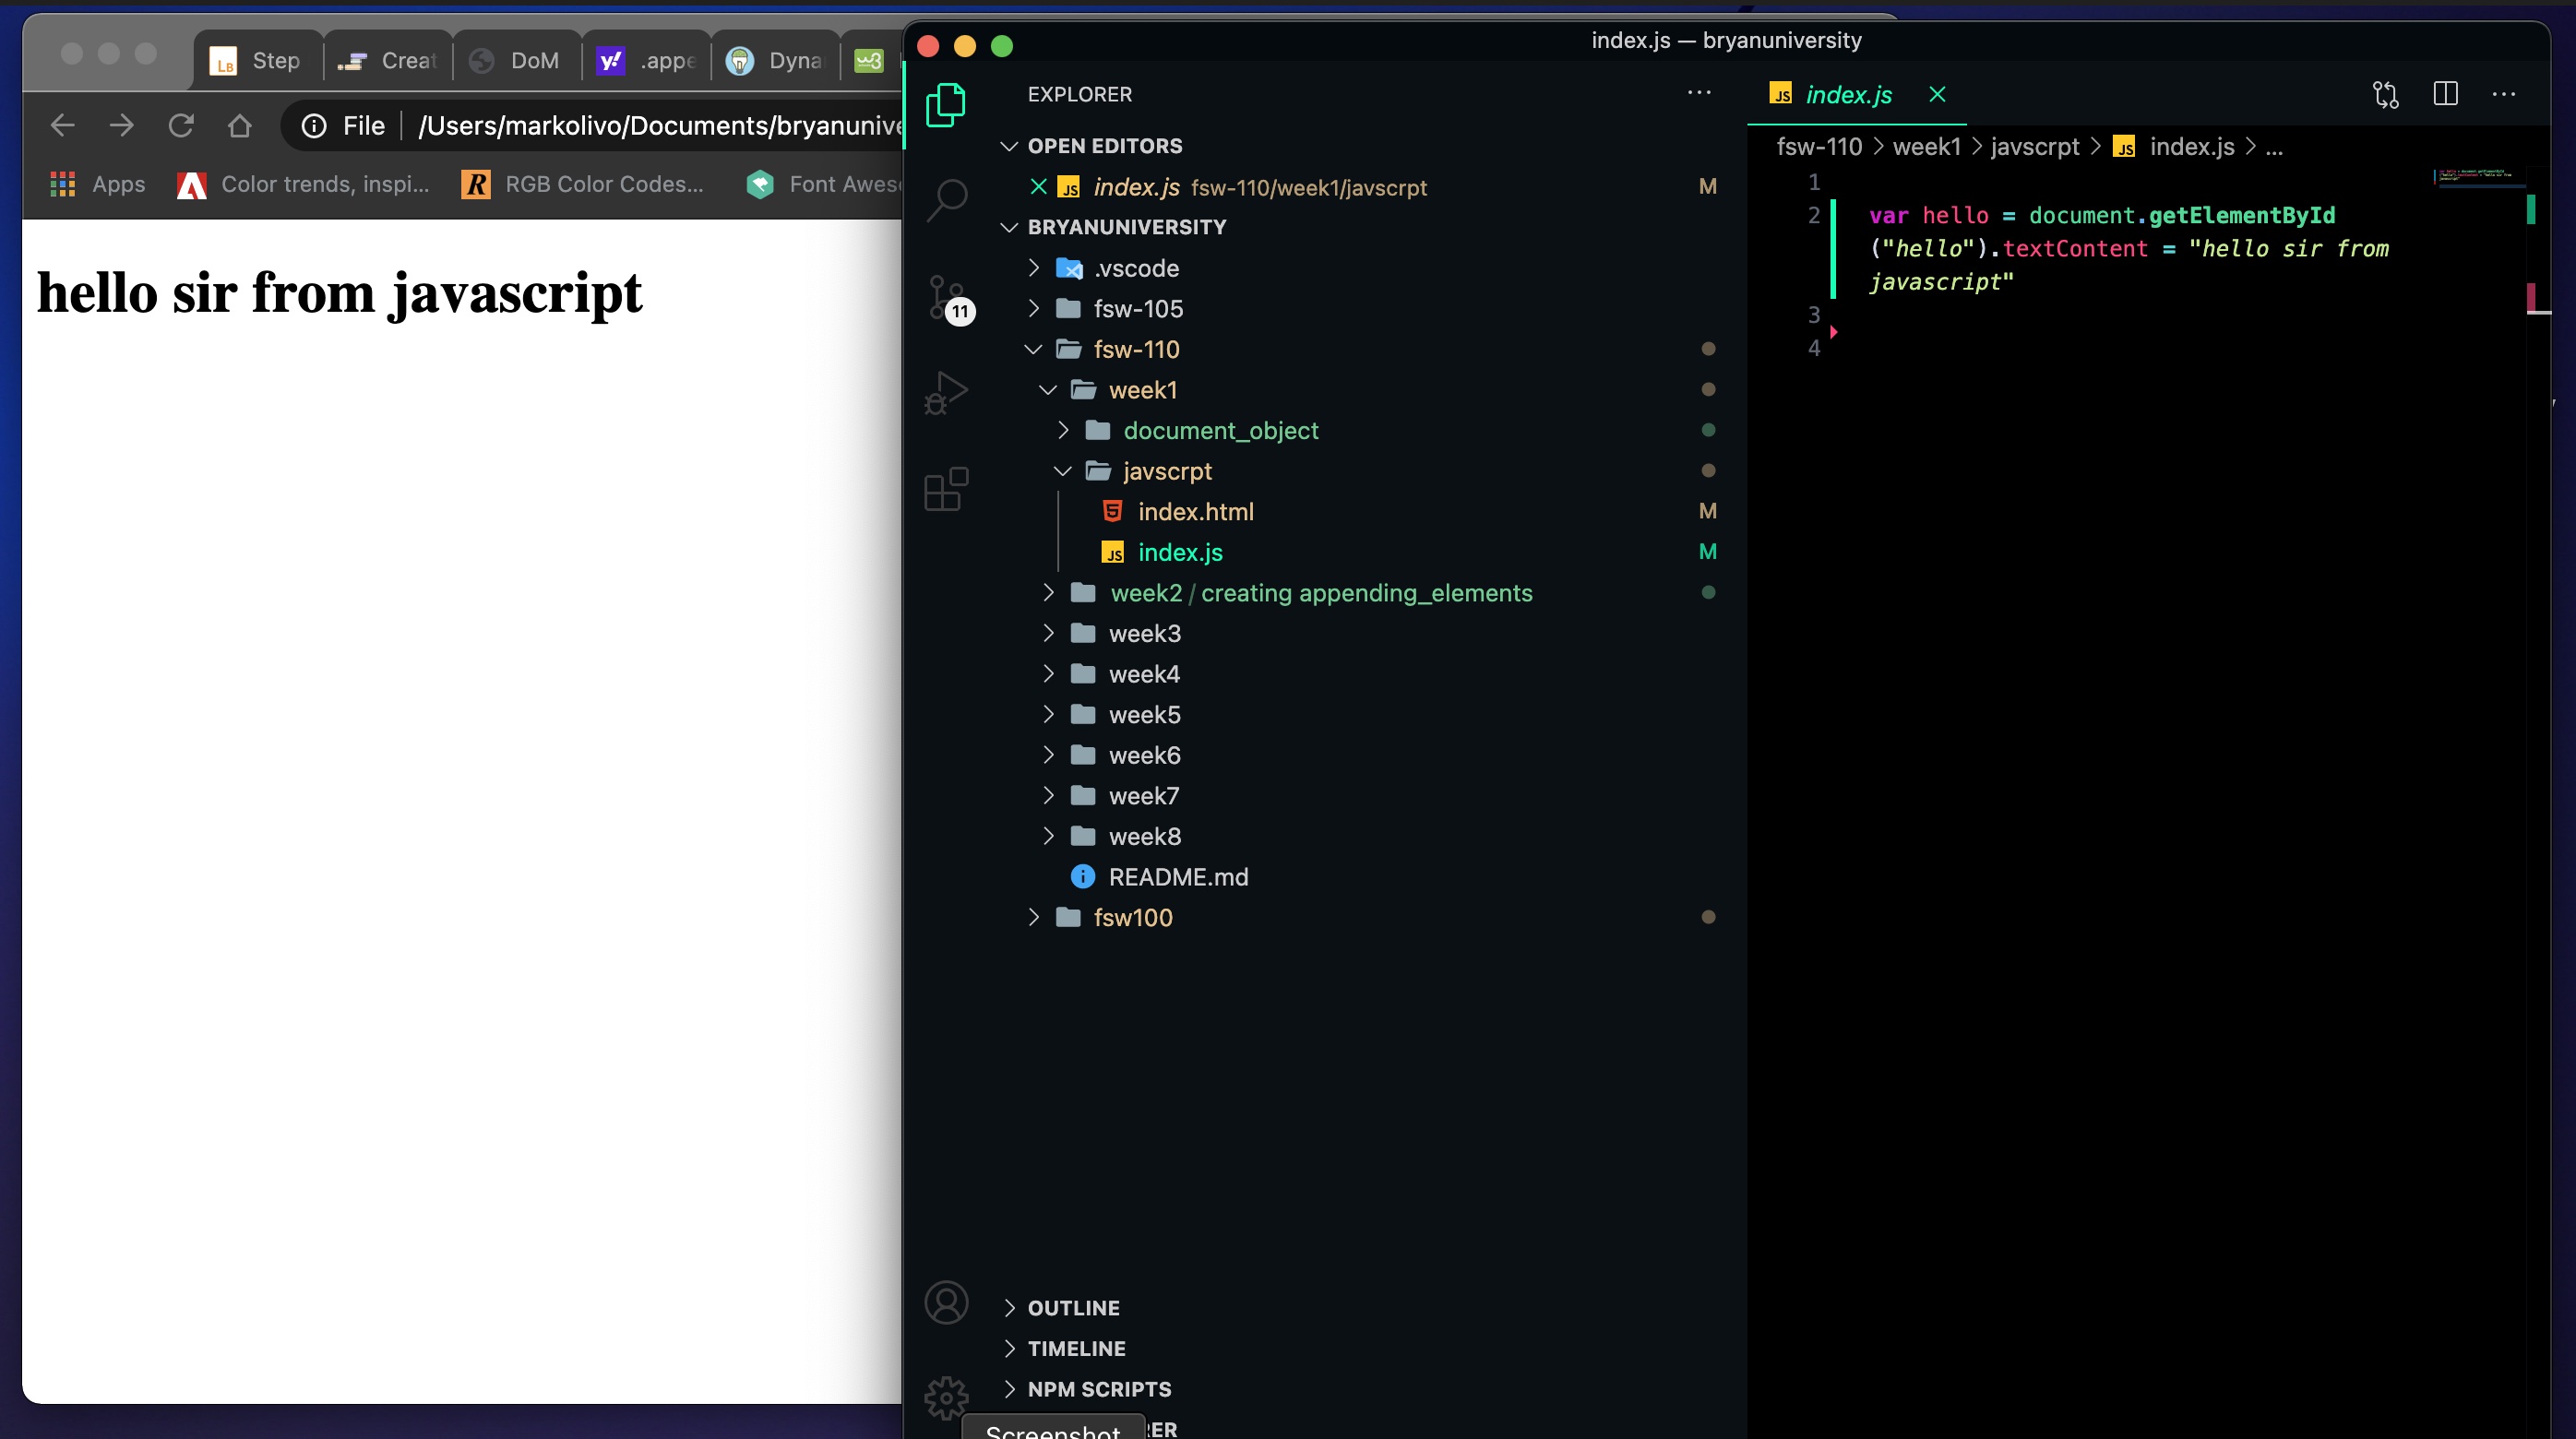 Step
Creat
DoM
.appe
Dyna
File
/Users/markolivo/Documents/bryanunive
Apps
Color trends, inspi...
RGB Color Codes...
Font Awes
hello sir from javascript
index.js — bryanuniversity
EXPLORER
OPEN EDITORS
index.js fsw-110/week1/javscrpt M
BRYANUNIVERSITY
.vscode
fsw-105
fsw-110
week1
document_object
javscrpt
index.html M
index.js M
week2 / creating appending_elements
week3
week4
week5
week6
week7
week8
README.md
fsw100
OUTLINE
TIMELINE
NPM SCRIPTS
RER
Screenshot
11
index.js
fsw-110 > week1 > javscrpt > JS index.js > ...
1
2 var hello = document.getElementById
("hello").textContent = "hello sir from
javascript"
3
4